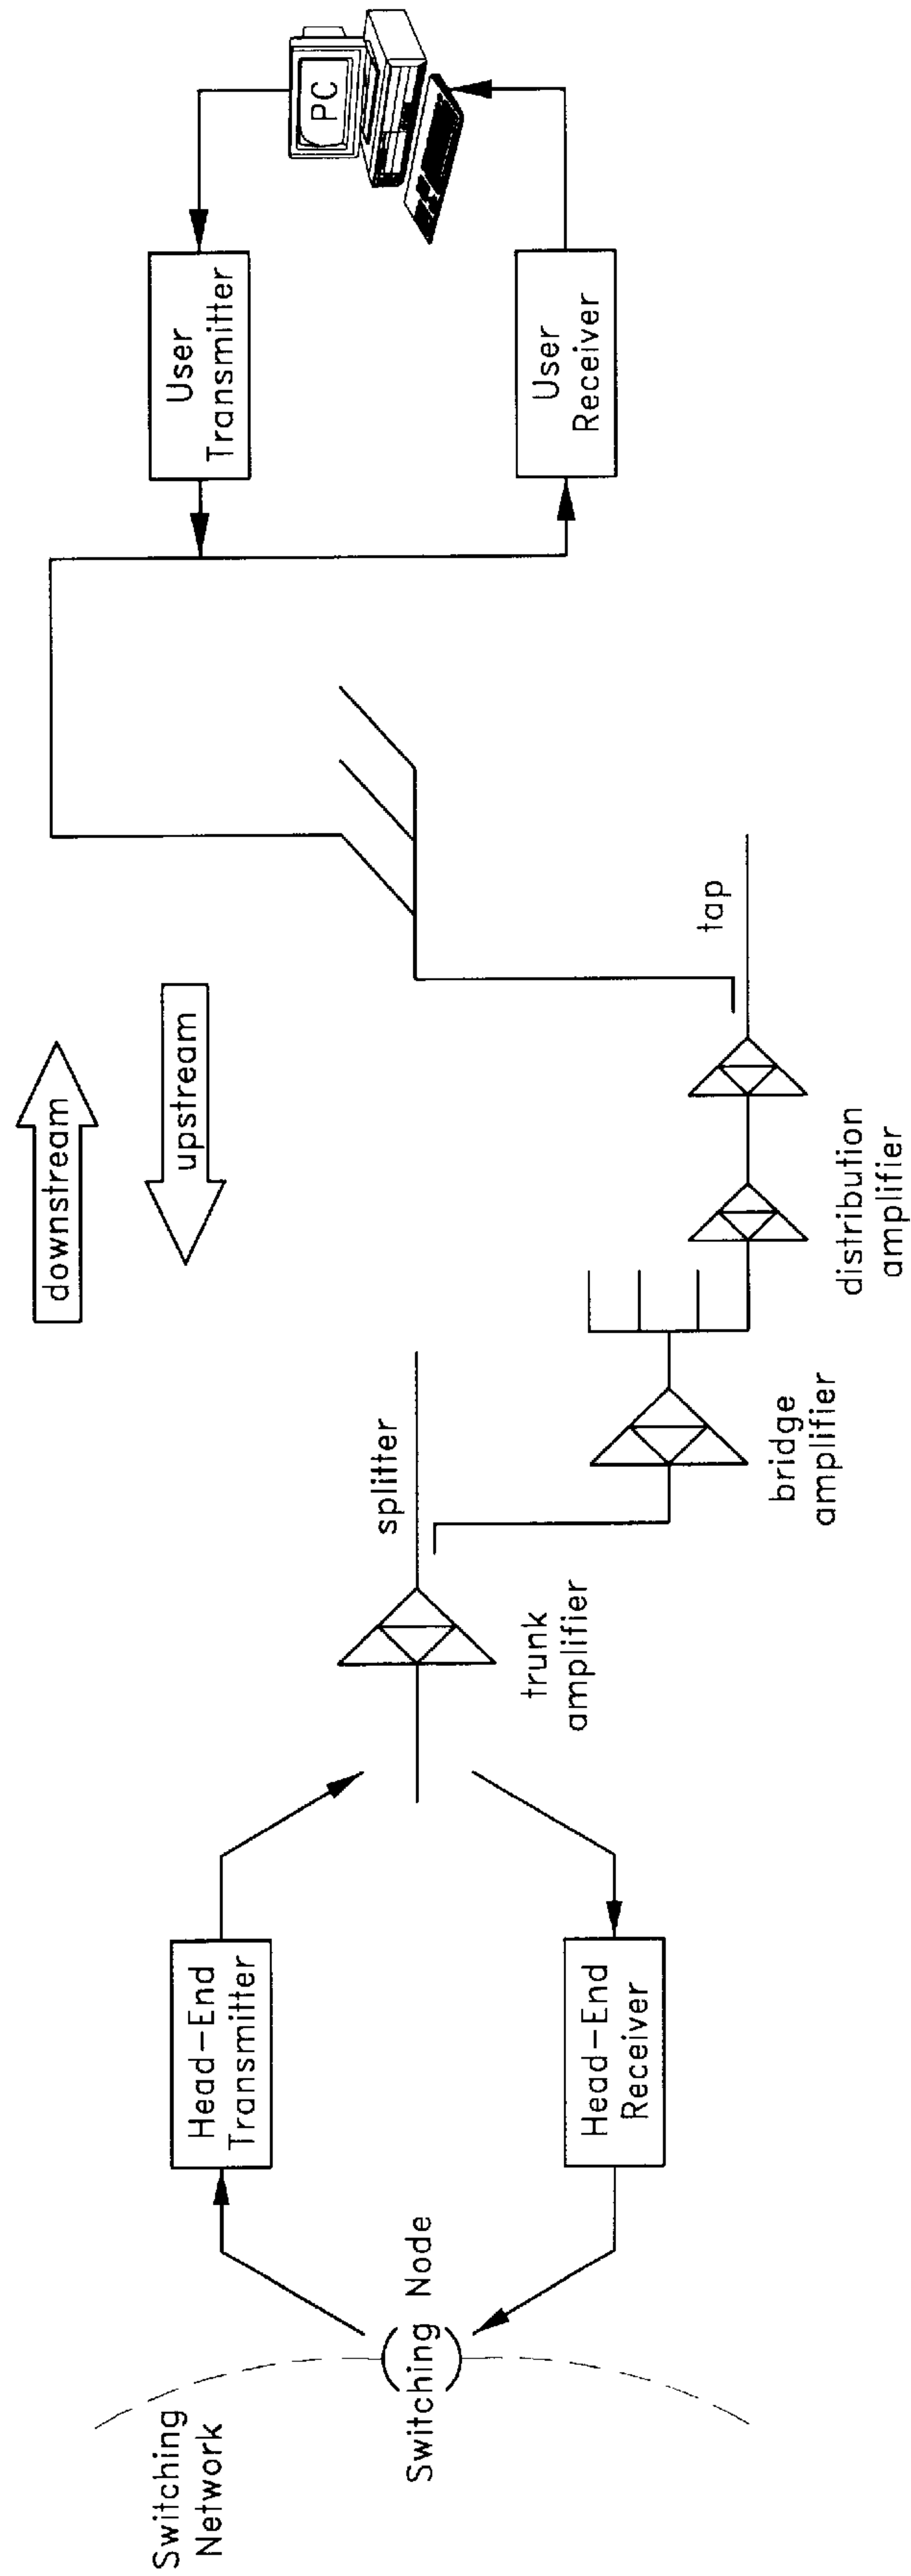 downstream
upstream
Switching
Network
Switching Node
Head-End
Transmitter
Head-End
Receiver
trunk
amplifier
splitter
bridge
amplifier
distribution
amplifier
tap
User
Transmitter
User
Receiver
PC